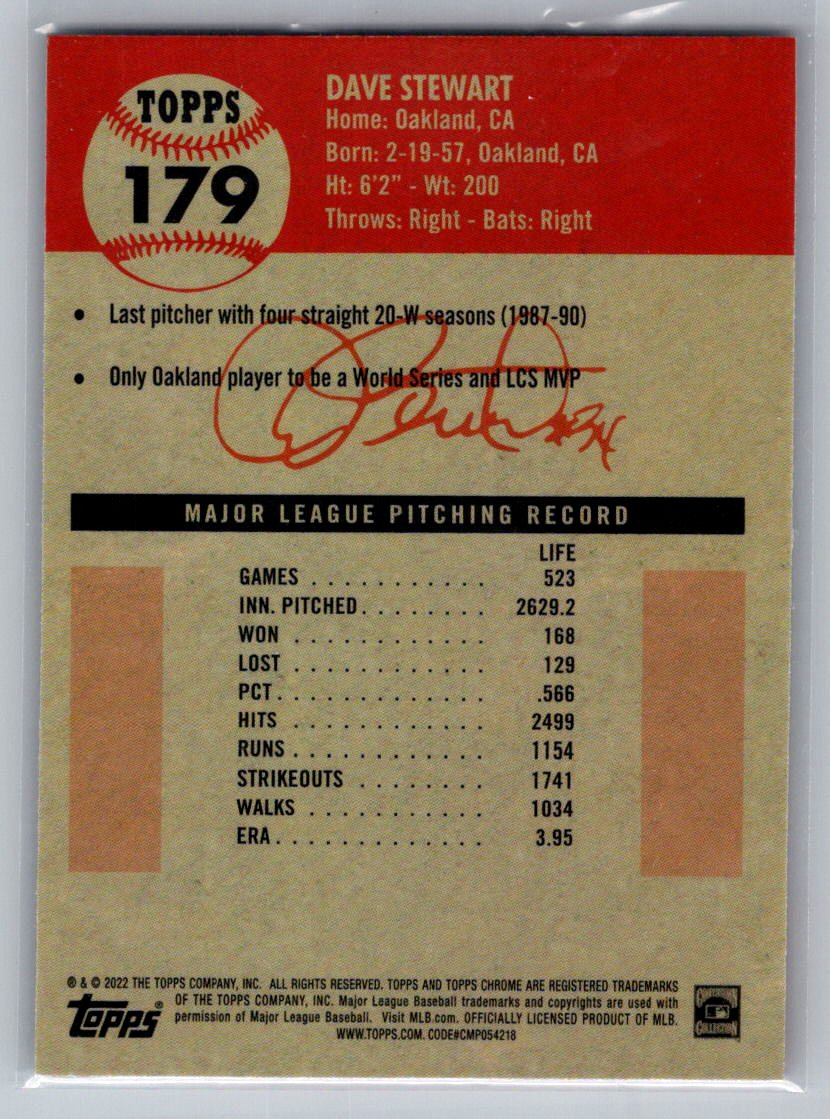 TOPPS
179
DAVE STEWART
Home: Oakland, CA
Born: 2-19-57, Oakland, CA
Ht: 6'2" - Wt: 200
Throws: Right - Bats: Right
• Last pitcher with four straight 20-W seasons (1987-90)
• Only Oakland player to be a World Series and LCS MVP
MAJOR LEAGUE PITCHING RECORD
LIFE
GAMES . . . . . . . . . . . 523
INN. PITCHED. . . . . . . . 2629.2
WON . . . . . . . . . . . . 168
LOST . . . . . . . . . . . . 129
PCT. . . . . . . . . . . . . .566
HITS . . . . . . . . . . . . 2499
RUNS . . . . . . . . . . . . 1154
STRIKEOUTS . . . . . . . . 1741
WALKS . . . . . . . . . . . 1034
ERA. . . . . . . . . . . . . 3.95
® & © 2022 THE TOPPS COMPANY, INC. ALL RIGHTS RESERVED. TOPPS AND TOPPS CHROME ARE REGISTERED TRADEMARKS
OF THE TOPPS COMPANY, INC. Major League Baseball trademarks and copyrights are used with
permission of Major League Baseball. Visit MLB.com. OFFICIALLY LICENSED PRODUCT OF MLB.
WWW.TOPPS.COM. CODE#CMP054218
topps®
COOPERSTOWN
COLLECTION